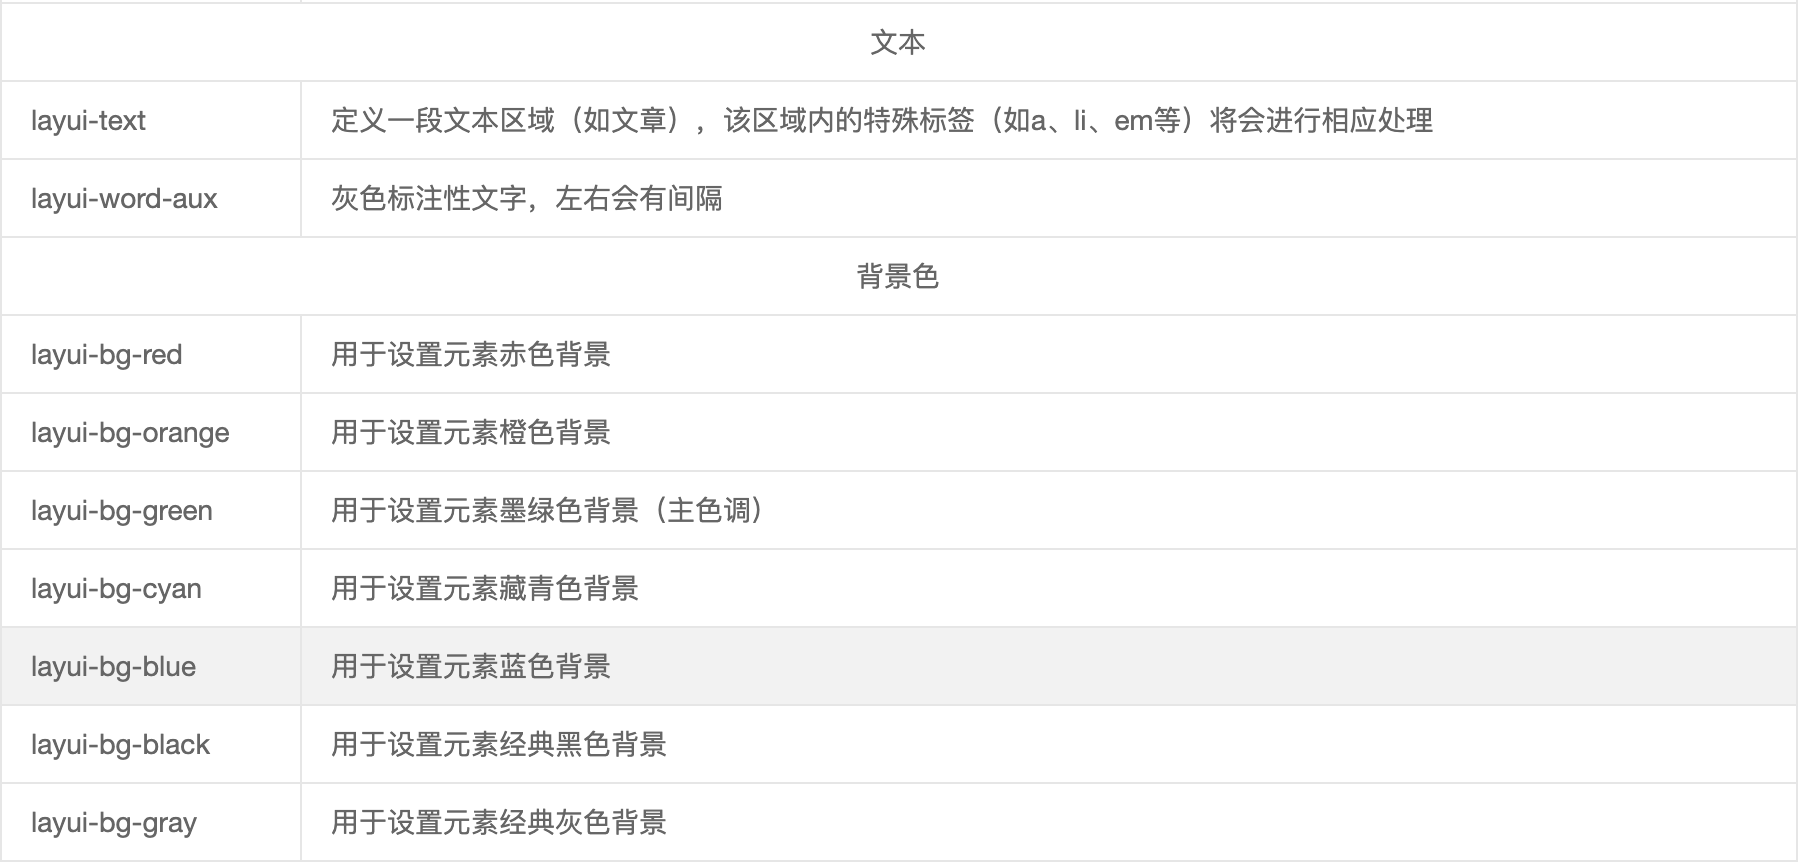 文本
layui-text 定义一段文本区域（如文章），该区域内的特殊标签（如a、li、em等）将会进行相应处理
layui-word-aux 灰色标注性文字，左右会有间隔
背景色
layui-bg-red 用于设置元素赤色背景
layui-bg-orange 用于设置元素橙色背景
layui-bg-green 用于设置元素墨绿色背景（主色调）
layui-bg-cyan 用于设置元素藏青色背景
layui-bg-blue 用于设置元素蓝色背景
layui-bg-black 用于设置元素经典黑色背景
layui-bg-gray 用于设置元素经典灰色背景